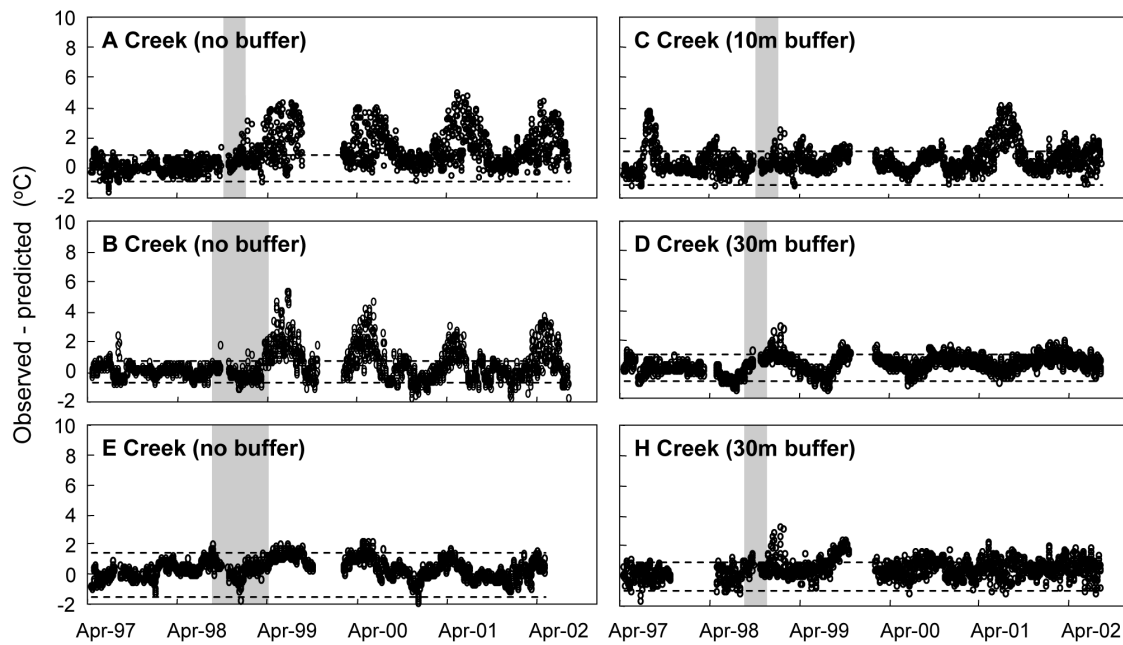 Observed - predicted (ºC)
10
8
6
4
2
0
-2
A Creek (no buffer)
C Creek (10m buffer)
10
8
6
4
2
0
-2
B Creek (no buffer)
D Creek (30m buffer)
10
8
6
4
2
0
-2
E Creek (no buffer)
H Creek (30m buffer)
Apr-97 Apr-98 Apr-99 Apr-00 Apr-01 Apr-02
Apr-97 Apr-98 Apr-99 Apr-00 Apr-01 Apr-02